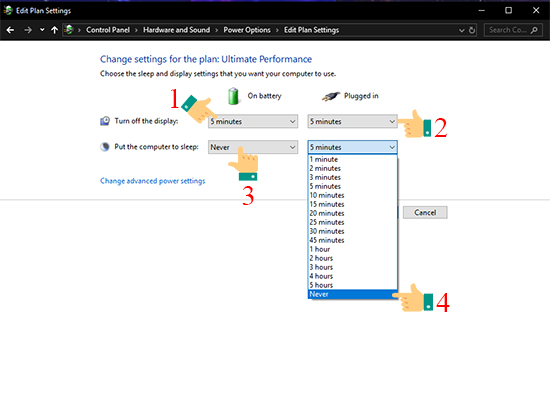 Edit Plan Settings
Control Panel > Hardware and Sound > Power Options > Edit Plan Settings
Search Co...
Change settings for the plan: Ultimate Performance
Choose the sleep and display settings that you want your computer to use.
On battery Plugged in
1
Turn off the display: 5 minutes 5 minutes
2
Put the computer to sleep: Never 5 minutes
3
Change advanced power settings
1 minute
2 minutes
3 minutes
5 minutes
10 minutes
15 minutes
20 minutes
25 minutes
30 minutes
45 minutes
1 hour
2 hours
3 hours
4 hours
5 hours
Never
4
Cancel